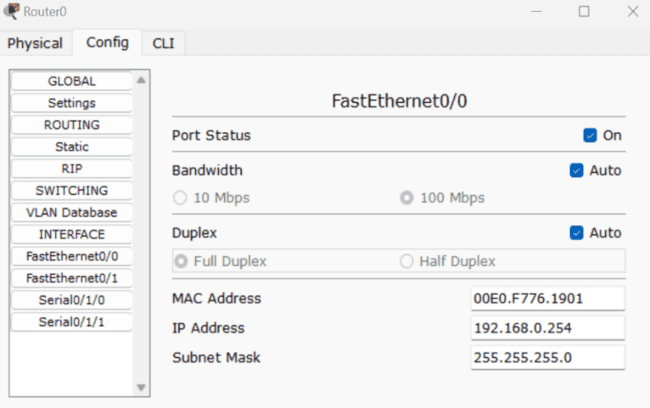 Router0
Physical Config CLI
GLOBAL
Settings
ROUTING
Static
RIP
SWITCHING
VLAN Database
INTERFACE
FastEthernet0/0
FastEthernet0/1
Serial0/1/0
Serial0/1/1
FastEthernet0/0
Port Status On
Bandwidth Auto
10 Mbps 100 Mbps
Duplex Auto
Full Duplex Half Duplex
MAC Address 00E0.F776.1901
IP Address 192.168.0.254
Subnet Mask 255.255.255.0